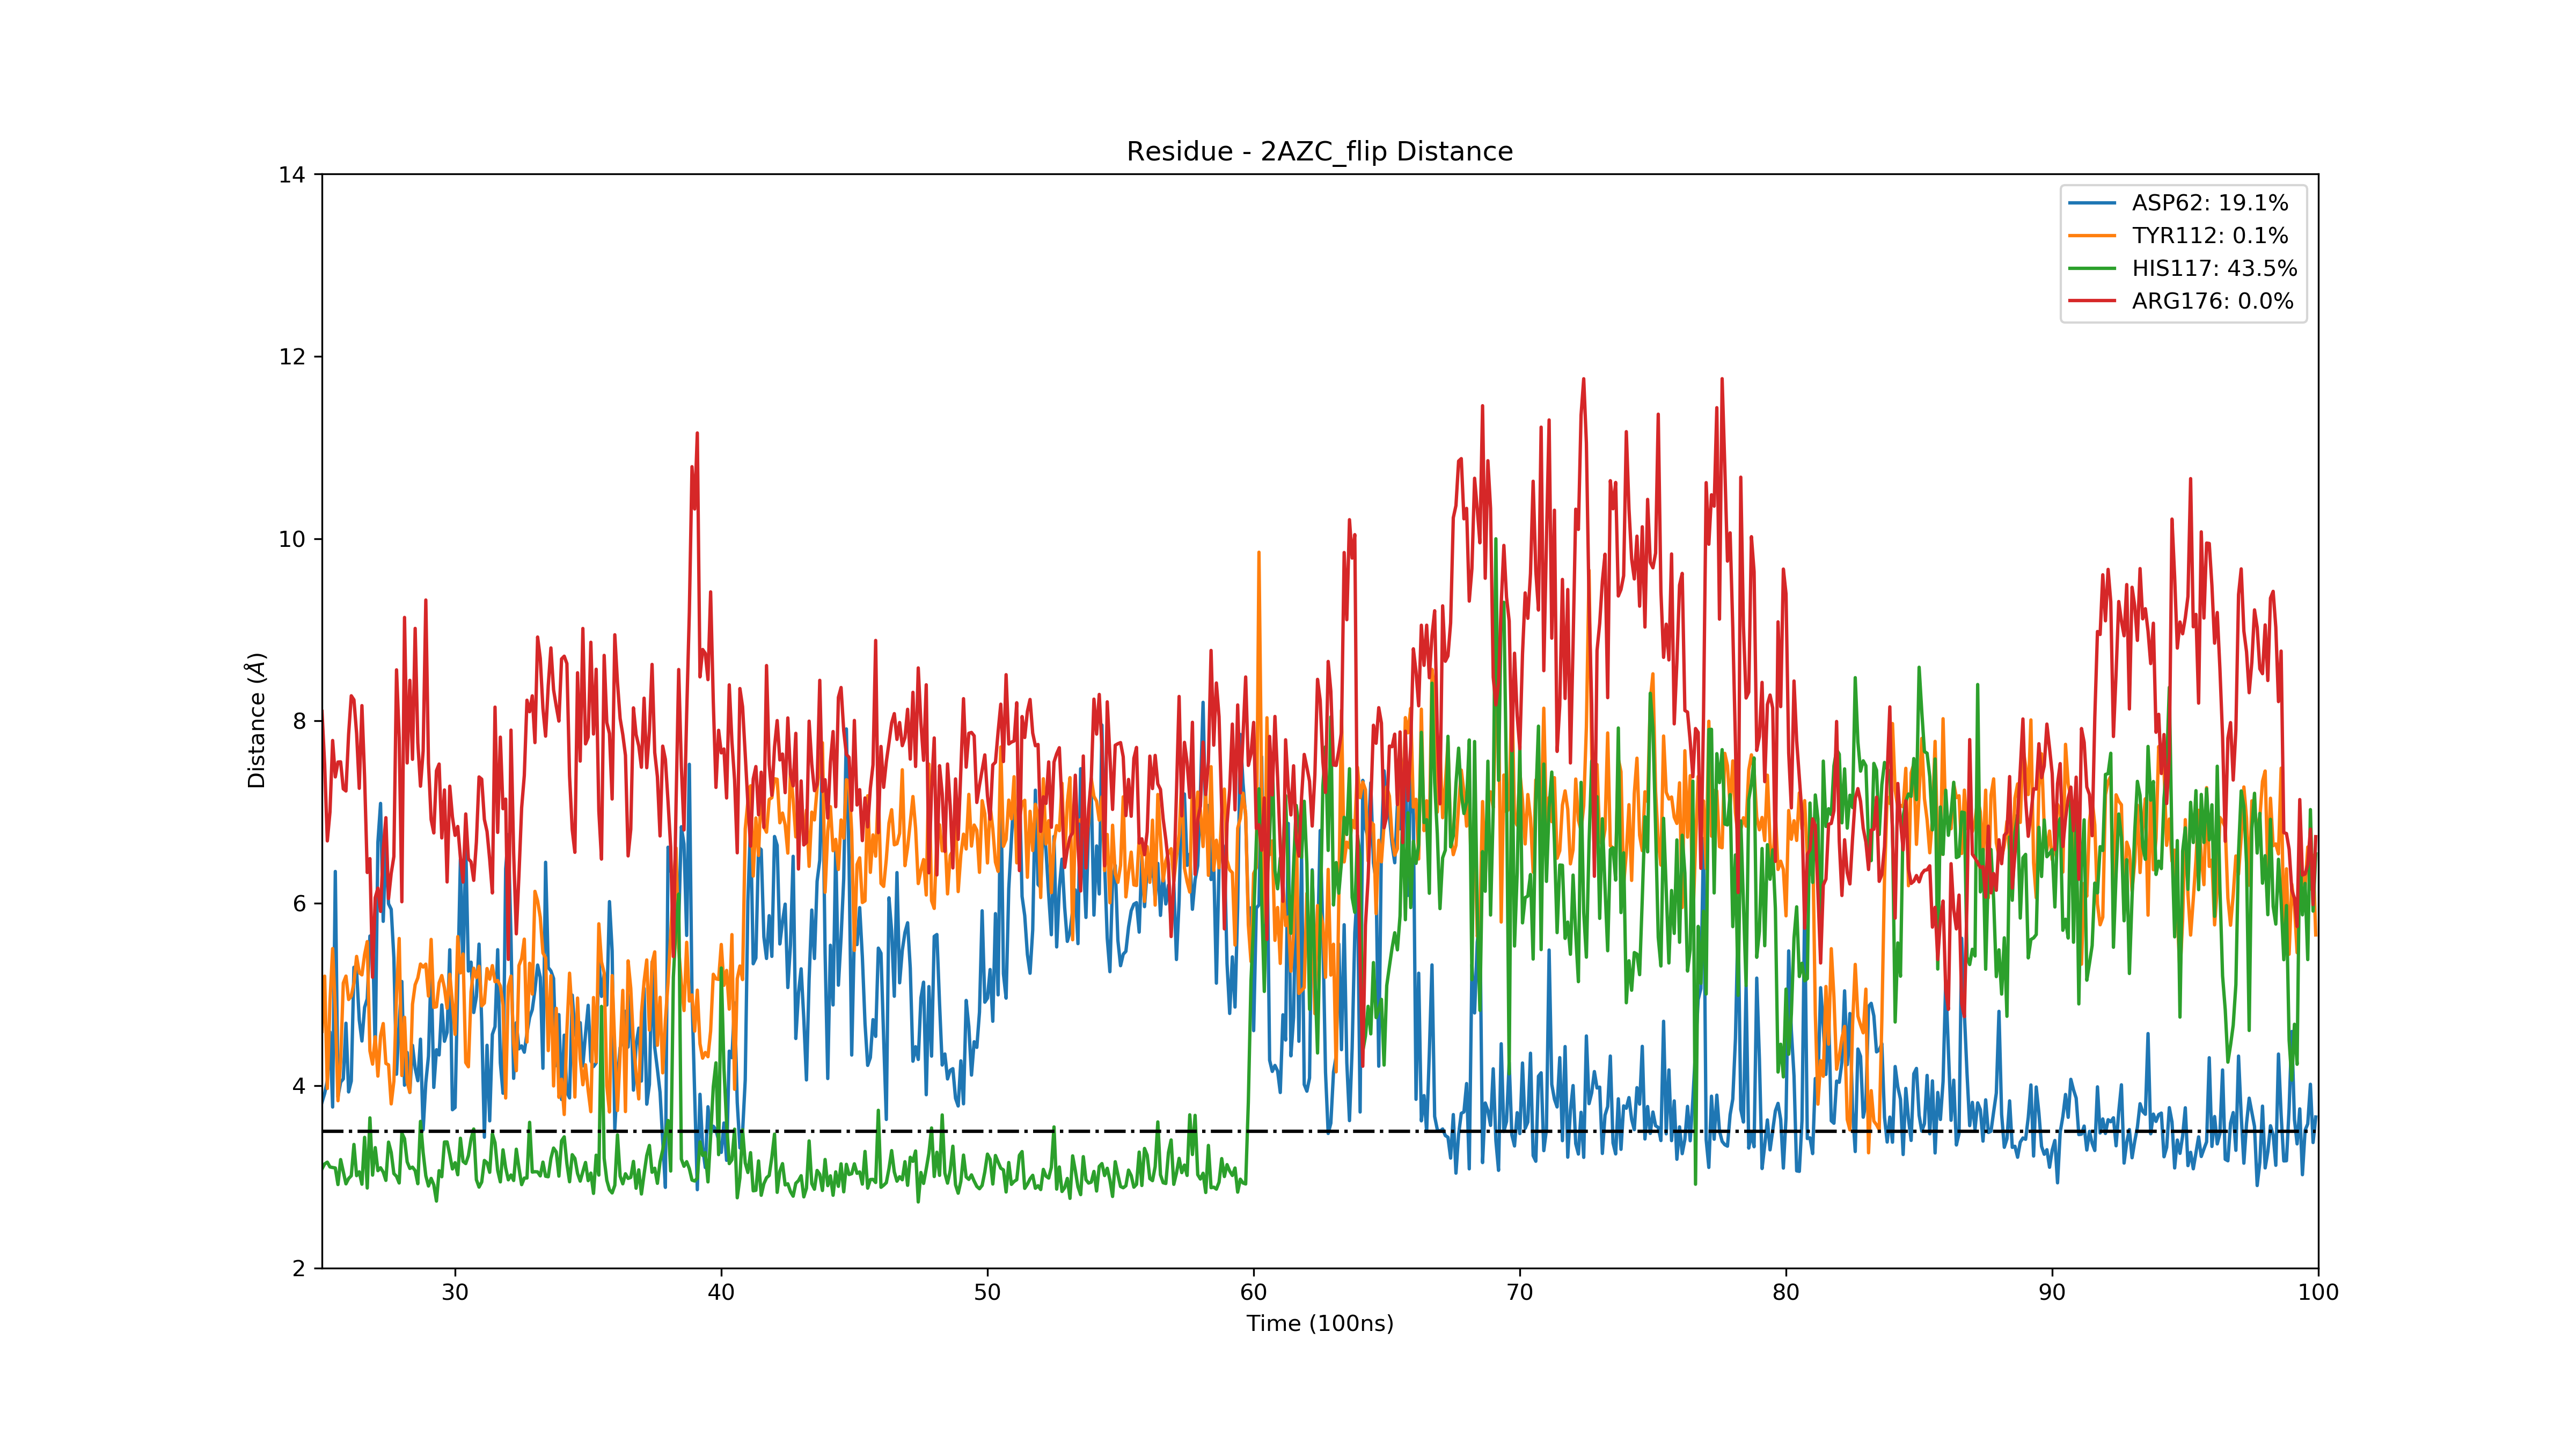 Residue - 2AZC_flip Distance
14
12
10
8
6
4
2
Distance (Å)
ASP62: 19.1%
TYR112: 0.1%
HIS117: 43.5%
ARG176: 0.0%
30 40 50 60 70 80 90 100
Time (100ns)